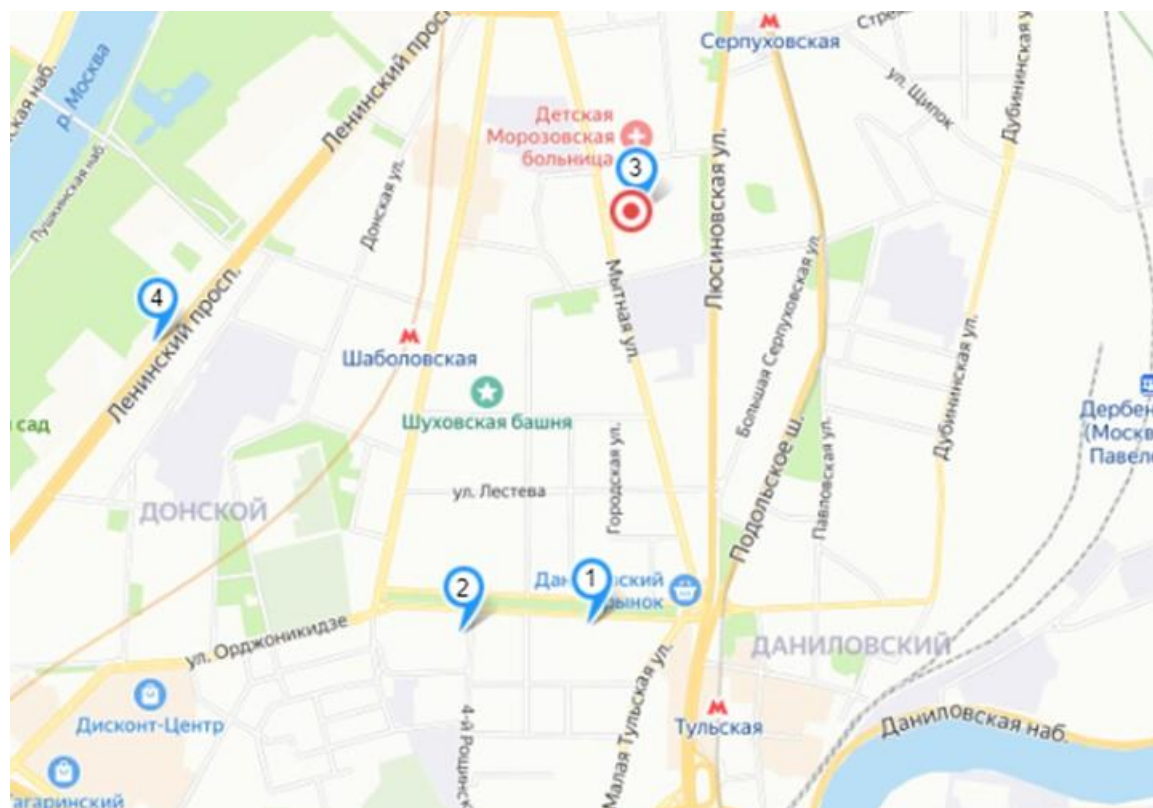 р. Москва
Пушкинская наб.
Ленинский просп.
Серпуховская
ул. Щипок
Дубининская ул.
Детская
Морозовская
больница
3
Донская ул.
Люсиновская ул.
4
Ленинский просп.
Мытная ул.
Большая Серпуховская ул.
Шаболовская
Дубининская ул.
Шуховская башня
сад
Городская ул.
Подольское ш.
Павловская ул.
ул. Лестева
ДОНСКОЙ
2
1
рынок
ул. Орджоникидзе
ДАНИЛОВСКИЙ
Малая Тульская ул.
Дисконт-Центр
Тульская
Даниловская наб.